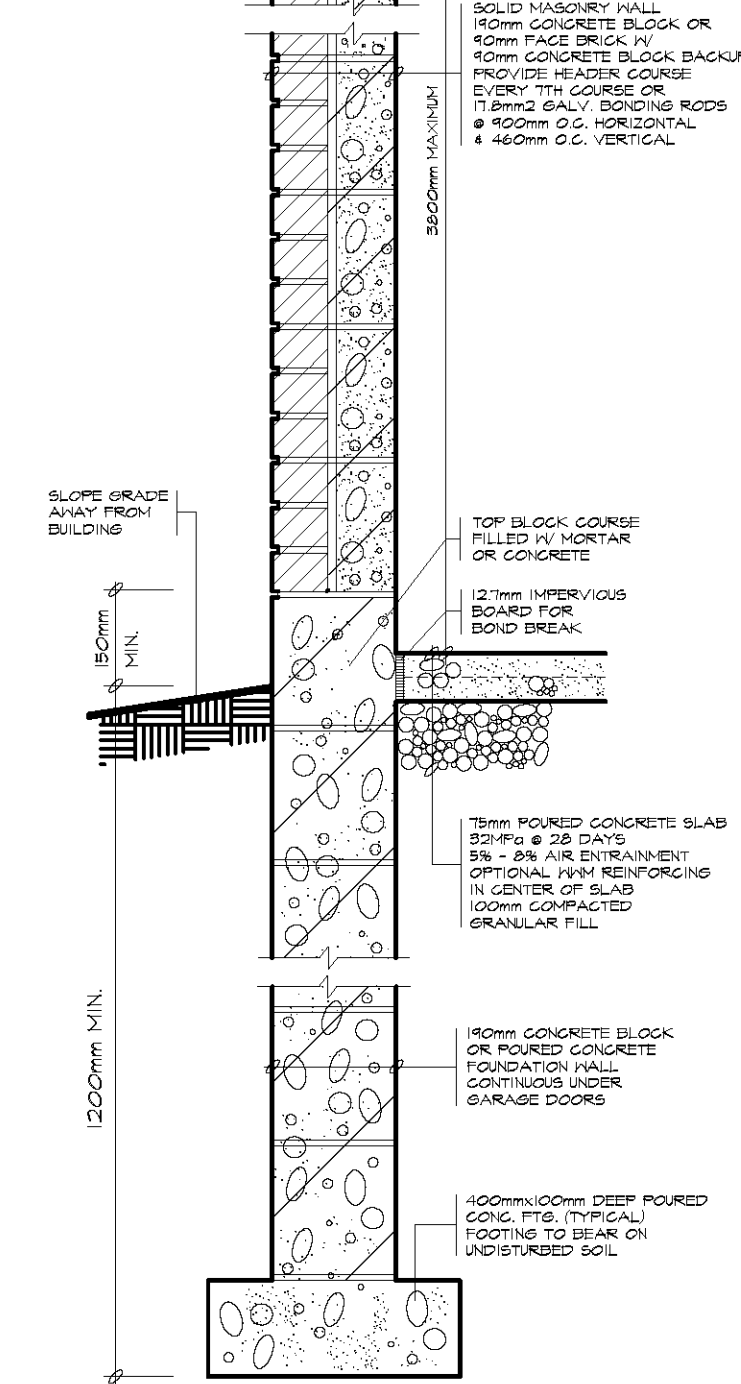 SOLID MASONRY WALL
190mm CONCRETE BLOCK OR
90mm FACE BRICK W/
90mm CONCRETE BLOCK BACKUP
PROVIDE HEADER COURSE
EVERY 7TH COURSE OR
17.8mm2 GALV. BONDING RODS
@ 900mm O.C. HORIZONTAL
& 460mm O.C. VERTICAL
3800mm MAXIMUM
SLOPE GRADE
AWAY FROM
BUILDING
TOP BLOCK COURSE
FILLED W/ MORTAR
OR CONCRETE
12.7mm IMPERVIOUS
BOARD FOR
BOND BREAK
150mm
MIN.
75mm POURED CONCRETE SLAB
32MPa @ 28 DAYS
5% - 8% AIR ENTRAINMENT
OPTIONAL WWM REINFORCING
IN CENTER OF SLAB
100mm COMPACTED
GRANULAR FILL
1200mm MIN.
190mm CONCRETE BLOCK
OR POURED CONCRETE
FOUNDATION WALL
CONTINUOUS UNDER
GARAGE DOORS
400mmx100mm DEEP POURED
CONC. FTG. (TYPICAL)
FOOTING TO BEAR ON
UNDISTURBED SOIL